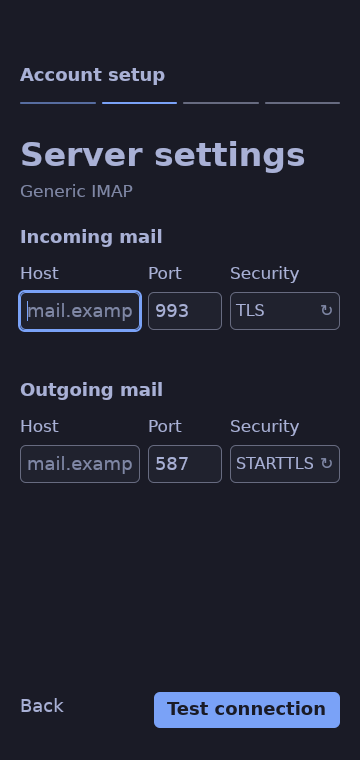 Account setup
Server settings
Generic IMAP
Incoming mail
Host Port Security
mail.examp 993 TLS ↻
Outgoing mail
Host Port Security
mail.examp 587 STARTTLS ↻
Back Test connection